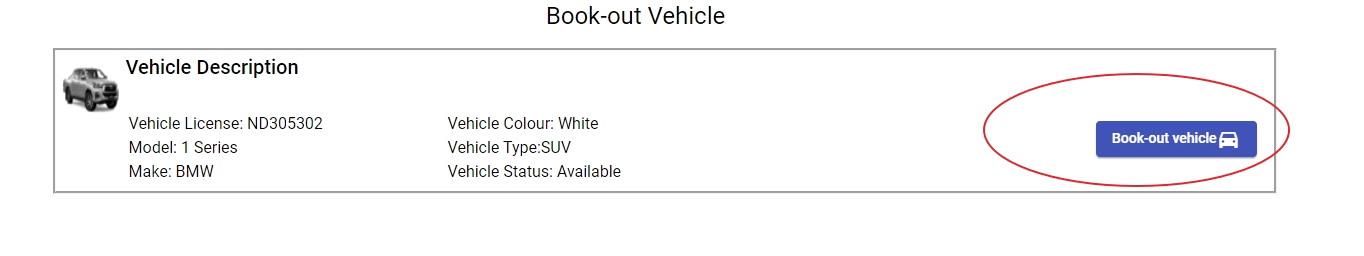 Book-out Vehicle
Vehicle Description
Vehicle License: ND305302
Vehicle Colour: White
Model: 1 Series
Vehicle Type:SUV
Make: BMW
Vehicle Status: Available
Book-out vehicle